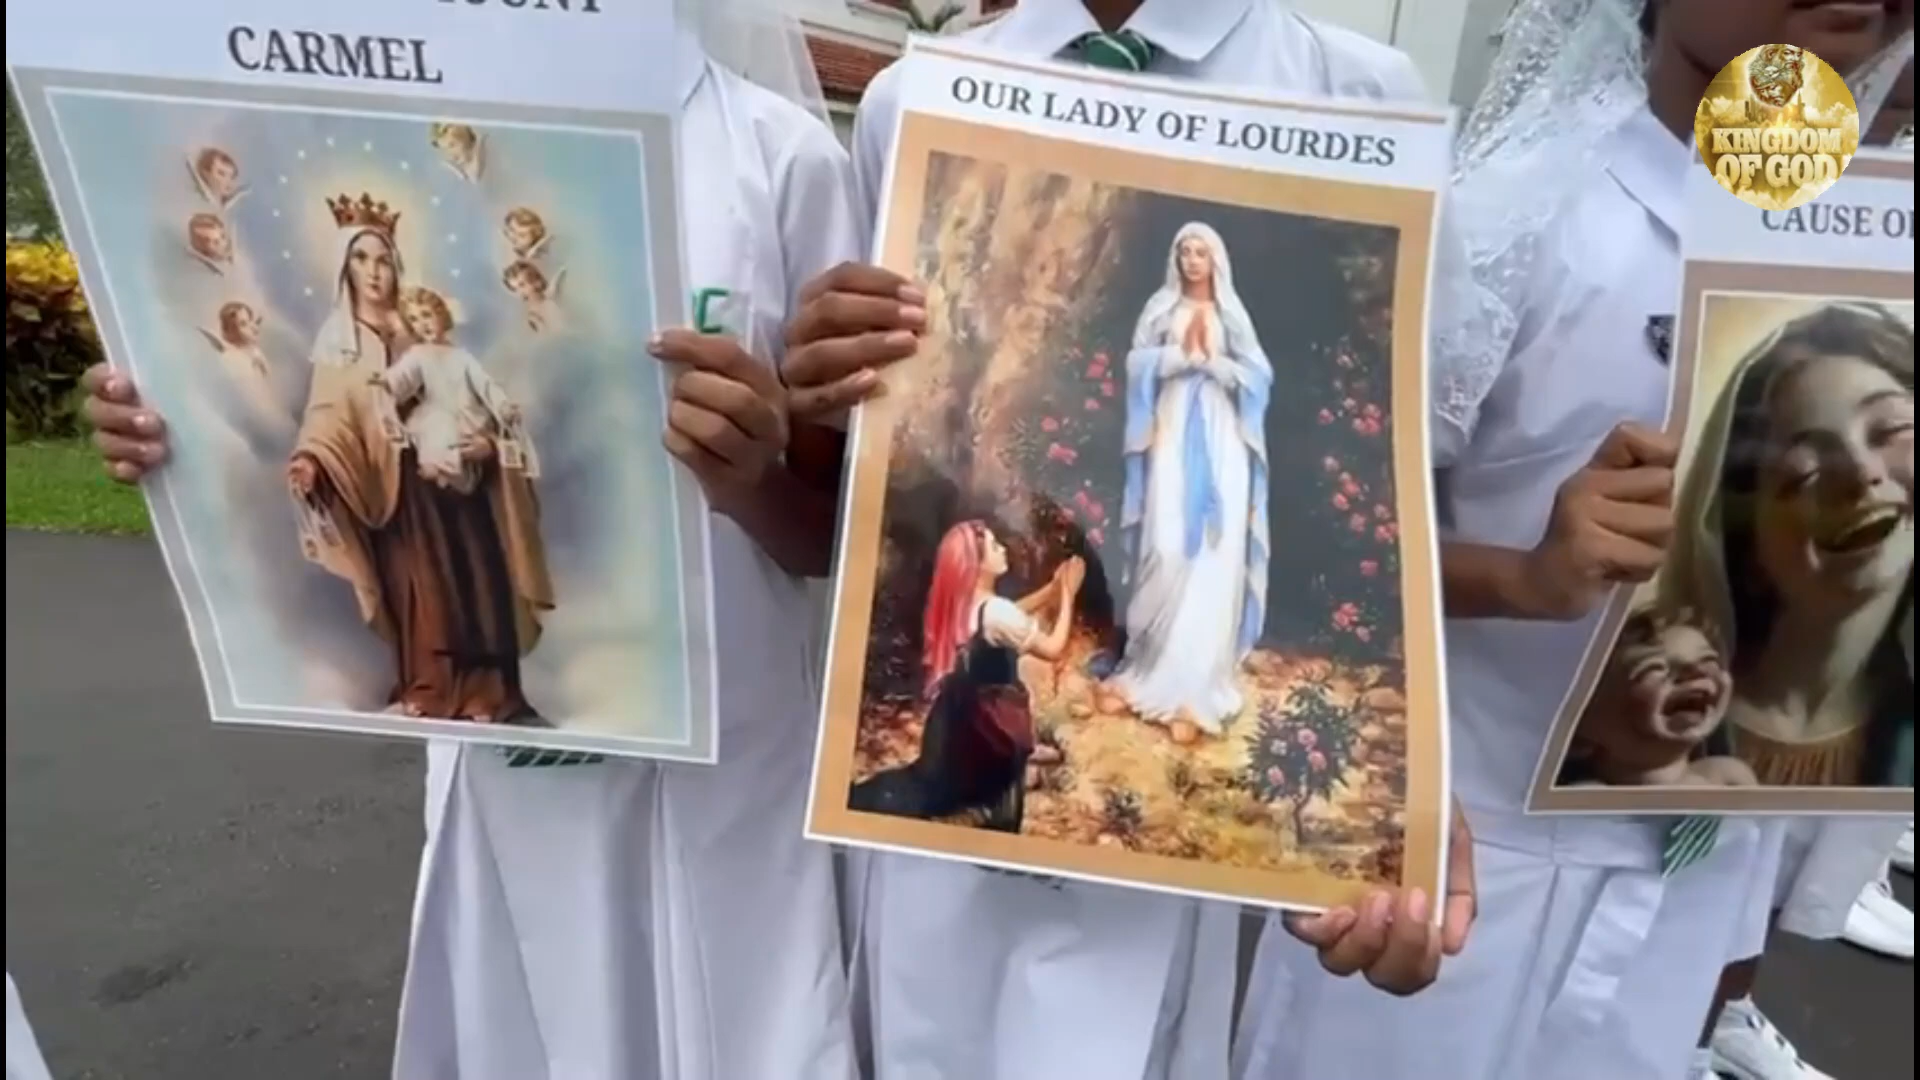 CARMEL
OUR LADY OF LOURDES
KINGDOM
OF GOD
CAUSE